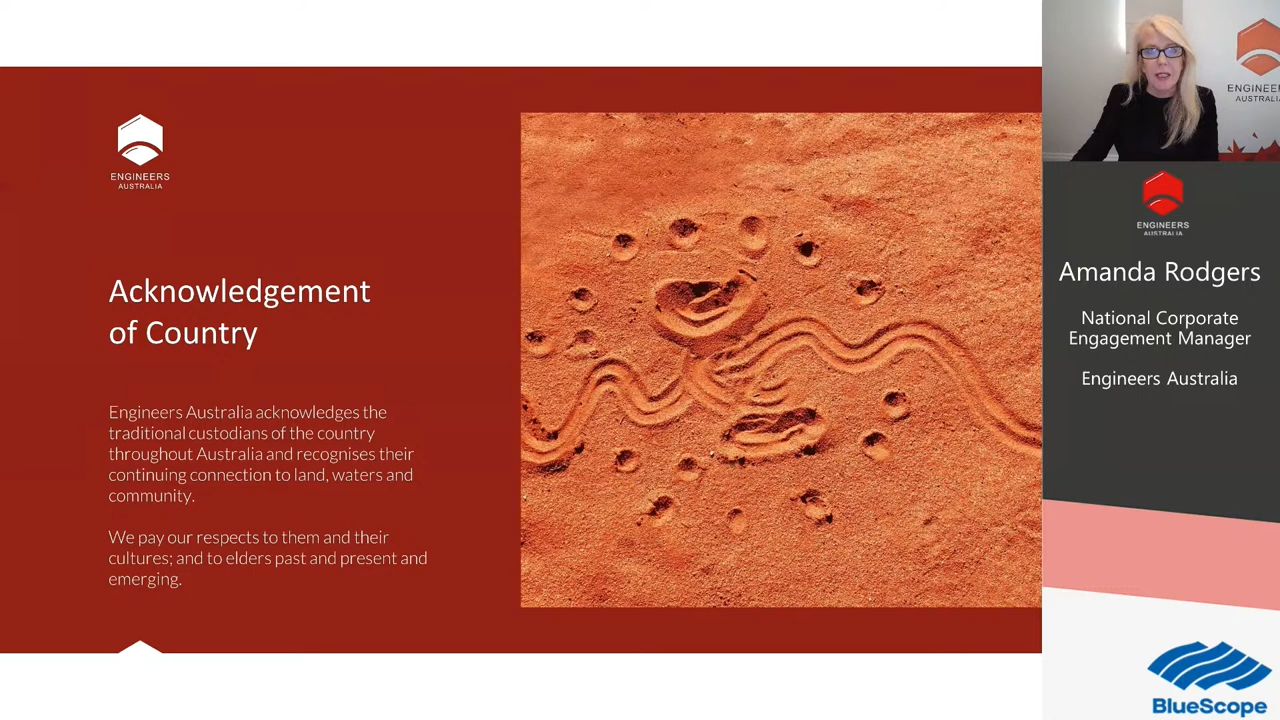 ENGINEERS
AUSTRALIA
Acknowledgement
of Country
Engineers Australia acknowledges the
traditional custodians of the country
throughout Australia and recognises their
continuing connection to land, waters and
community.
We pay our respects to them and their
cultures; and to elders past and present and
emerging.
ENGINEERS
AUSTRALIA
ENGINEERS
AUSTRALIA
Amanda Rodgers
National Corporate
Engagement Manager
Engineers Australia
BlueScope